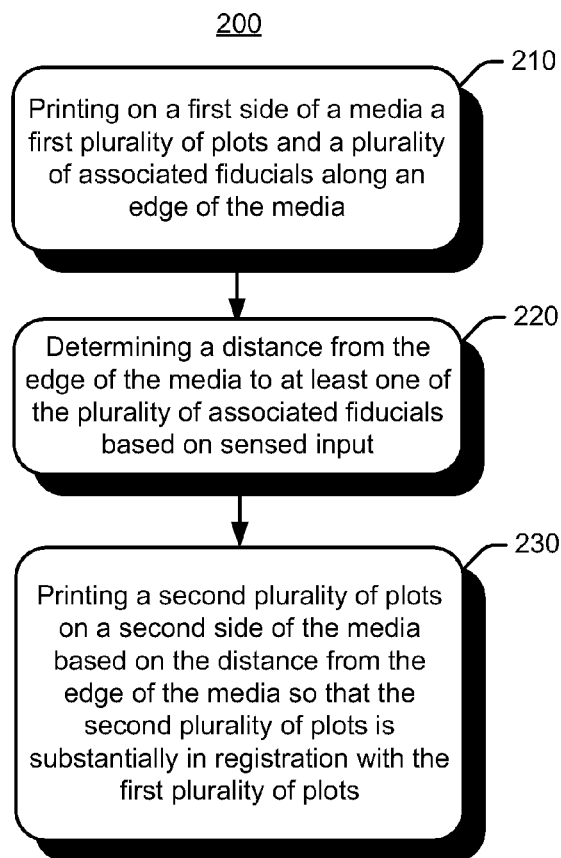 200
210
Printing on a first side of a media a
first plurality of plots and a plurality
of associated fiducials along an
edge of the media
220
Determining a distance from the
edge of the media to at least one of
the plurality of associated fiducials
based on sensed input
230
Printing a second plurality of plots
on a second side of the media
based on the distance from the
edge of the media so that the
second plurality of plots is
substantially in registration with the
first plurality of plots